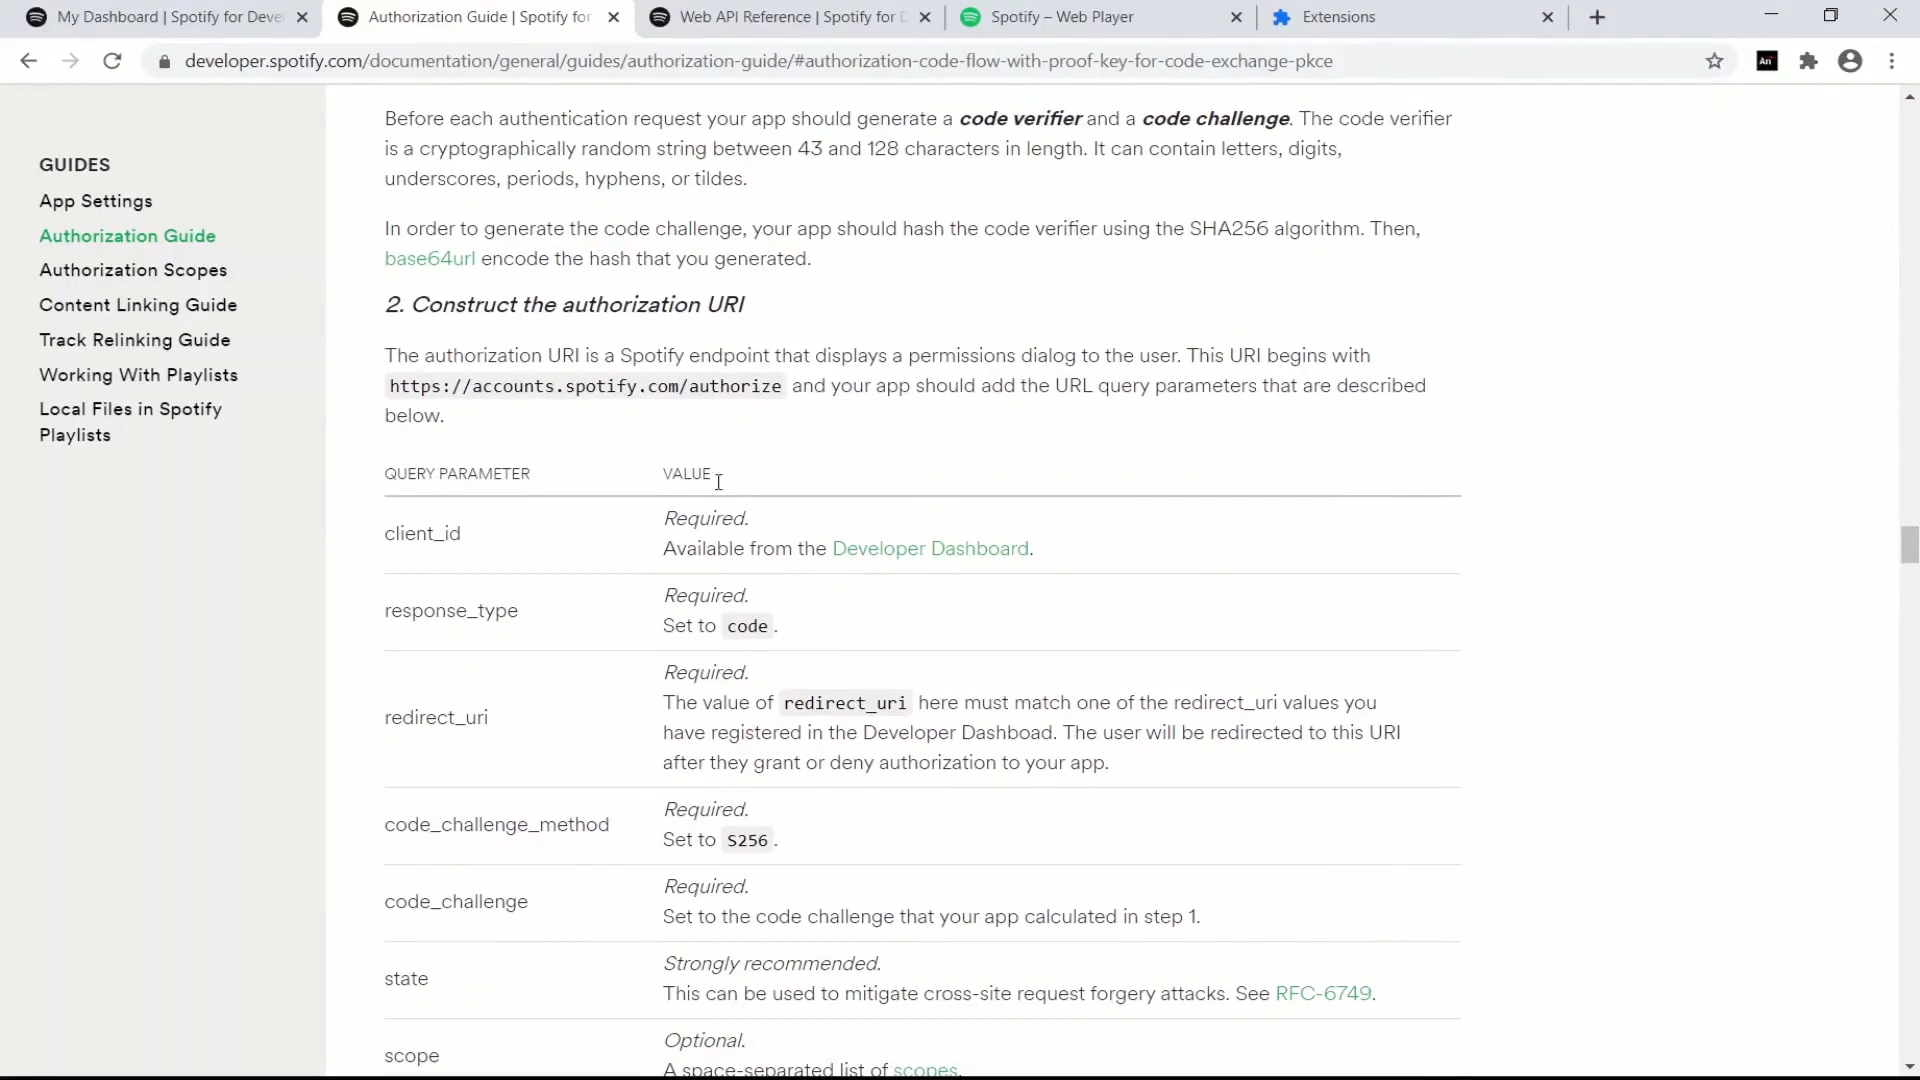 My Dashboard | Spotify for Deve
Authorization Guide | Spotify for
Web API Reference | Spotify for D
Spotify – Web Player
Extensions
developer.spotify.com/documentation/general/guides/authorization-guide/#authorization-code-flow-with-proof-key-for-code-exchange-pkce
GUIDES
App Settings
Authorization Guide
Authorization Scopes
Content Linking Guide
Track Relinking Guide
Working With Playlists
Local Files in Spotify
Playlists
Before each authentication request your app should generate a code verifier and a code challenge. The code verifier
is a cryptographically random string between 43 and 128 characters in length. It can contain letters, digits,
underscores, periods, hyphens, or tildes.
In order to generate the code challenge, your app should hash the code verifier using the SHA256 algorithm. Then,
base64url encode the hash that you generated.
2. Construct the authorization URI
The authorization URI is a Spotify endpoint that displays a permissions dialog to the user. This URI begins with
https://accounts.spotify.com/authorize and your app should add the URL query parameters that are described
below.
QUERY PARAMETER VALUE
client_id
Required.
Available from the Developer Dashboard.
response_type
Required.
Set to code.
redirect_uri
Required.
The value of redirect_uri here must match one of the redirect_uri values you
have registered in the Developer Dashboad. The user will be redirected to this URI
after they grant or deny authorization to your app.
code_challenge_method
Required.
Set to S256.
code_challenge
Required.
Set to the code challenge that your app calculated in step 1.
state
Strongly recommended.
This can be used to mitigate cross-site request forgery attacks. See RFC-6749.
scope
Optional.
A space-separated list of scopes.